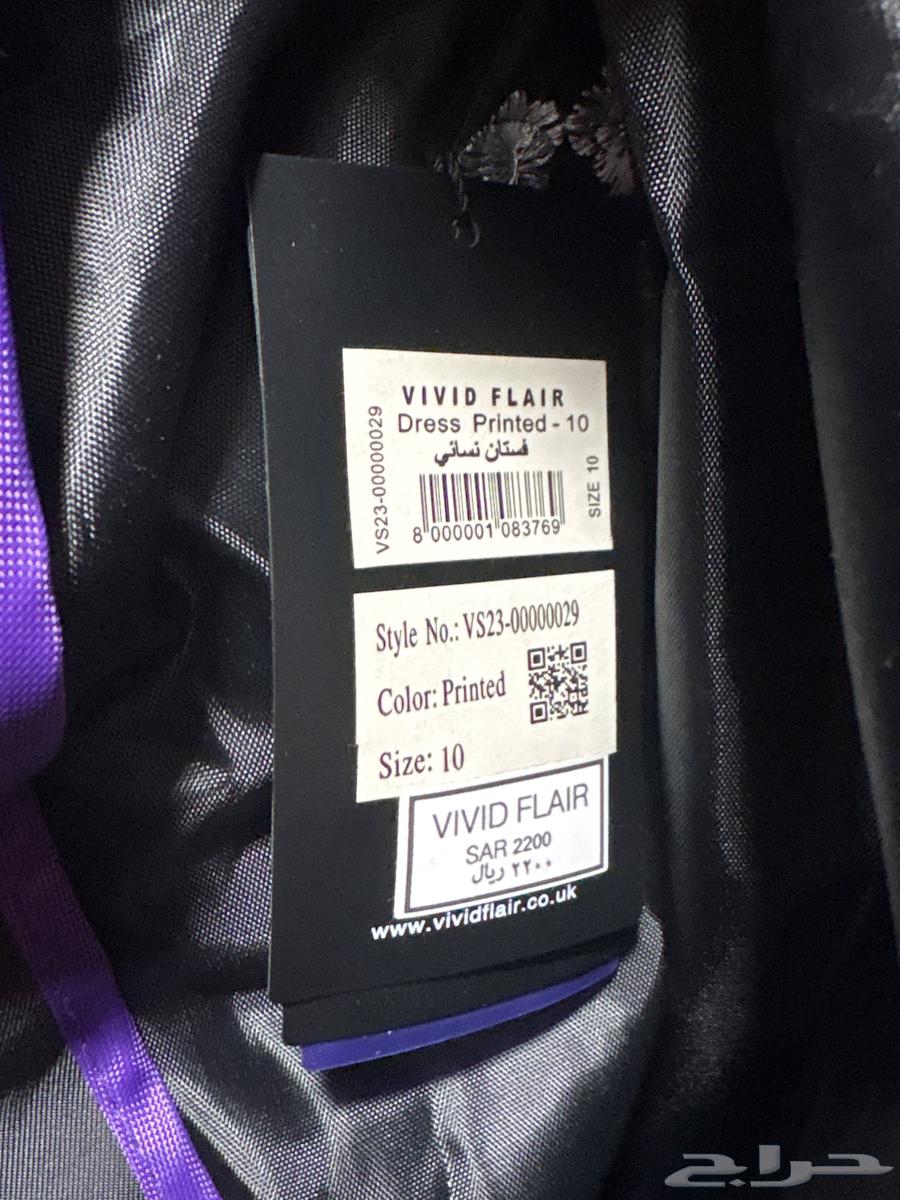 VIVID FLAIR
Dress Printed - 10
فستان نسائي
VS23-00000029
SIZE 10
8 000001 083769
Style No.: VS23-00000029
Color: Printed
Size: 10
VIVID FLAIR
SAR 2200
٢٢٠٠ ريال
www.vividflair.co.uk
حراج